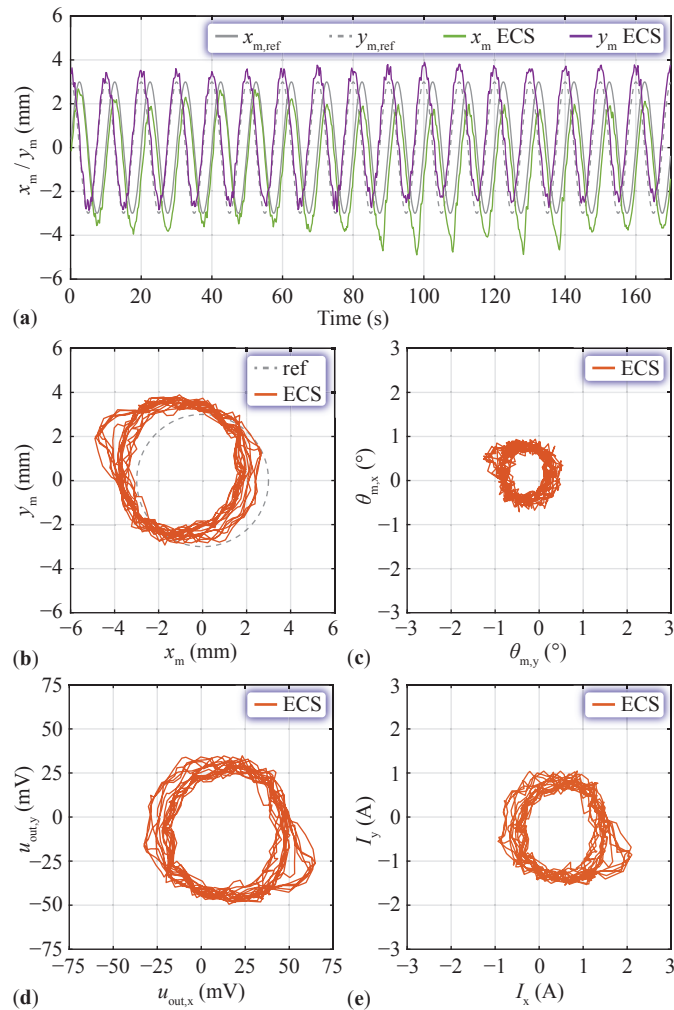 x_m,ref y_m,ref x_m ECS y_m ECS
x_m / y_m (mm)
6
4
2
0
−2
−4
−6
0 20 40 60 80 100 120 140 160
(a) Time (s)
ref
ECS
y_m (mm)
6
4
2
0
−2
−4
−6
−6 −4 −2 0 2 4 6
(b) x_m (mm)
ECS
θ_m,x (°)
3
2
1
0
−1
−2
−3
−3 −2 −1 0 1 2 3
(c) θ_m,y (°)
ECS
u_out,y (mV)
75
50
25
0
−25
−50
−75
−75 −50 −25 0 25 50 75
(d) u_out,x (mV)
ECS
I_y (A)
3
2
1
0
−1
−2
−3
−3 −2 −1 0 1 2 3
(e) I_x (A)